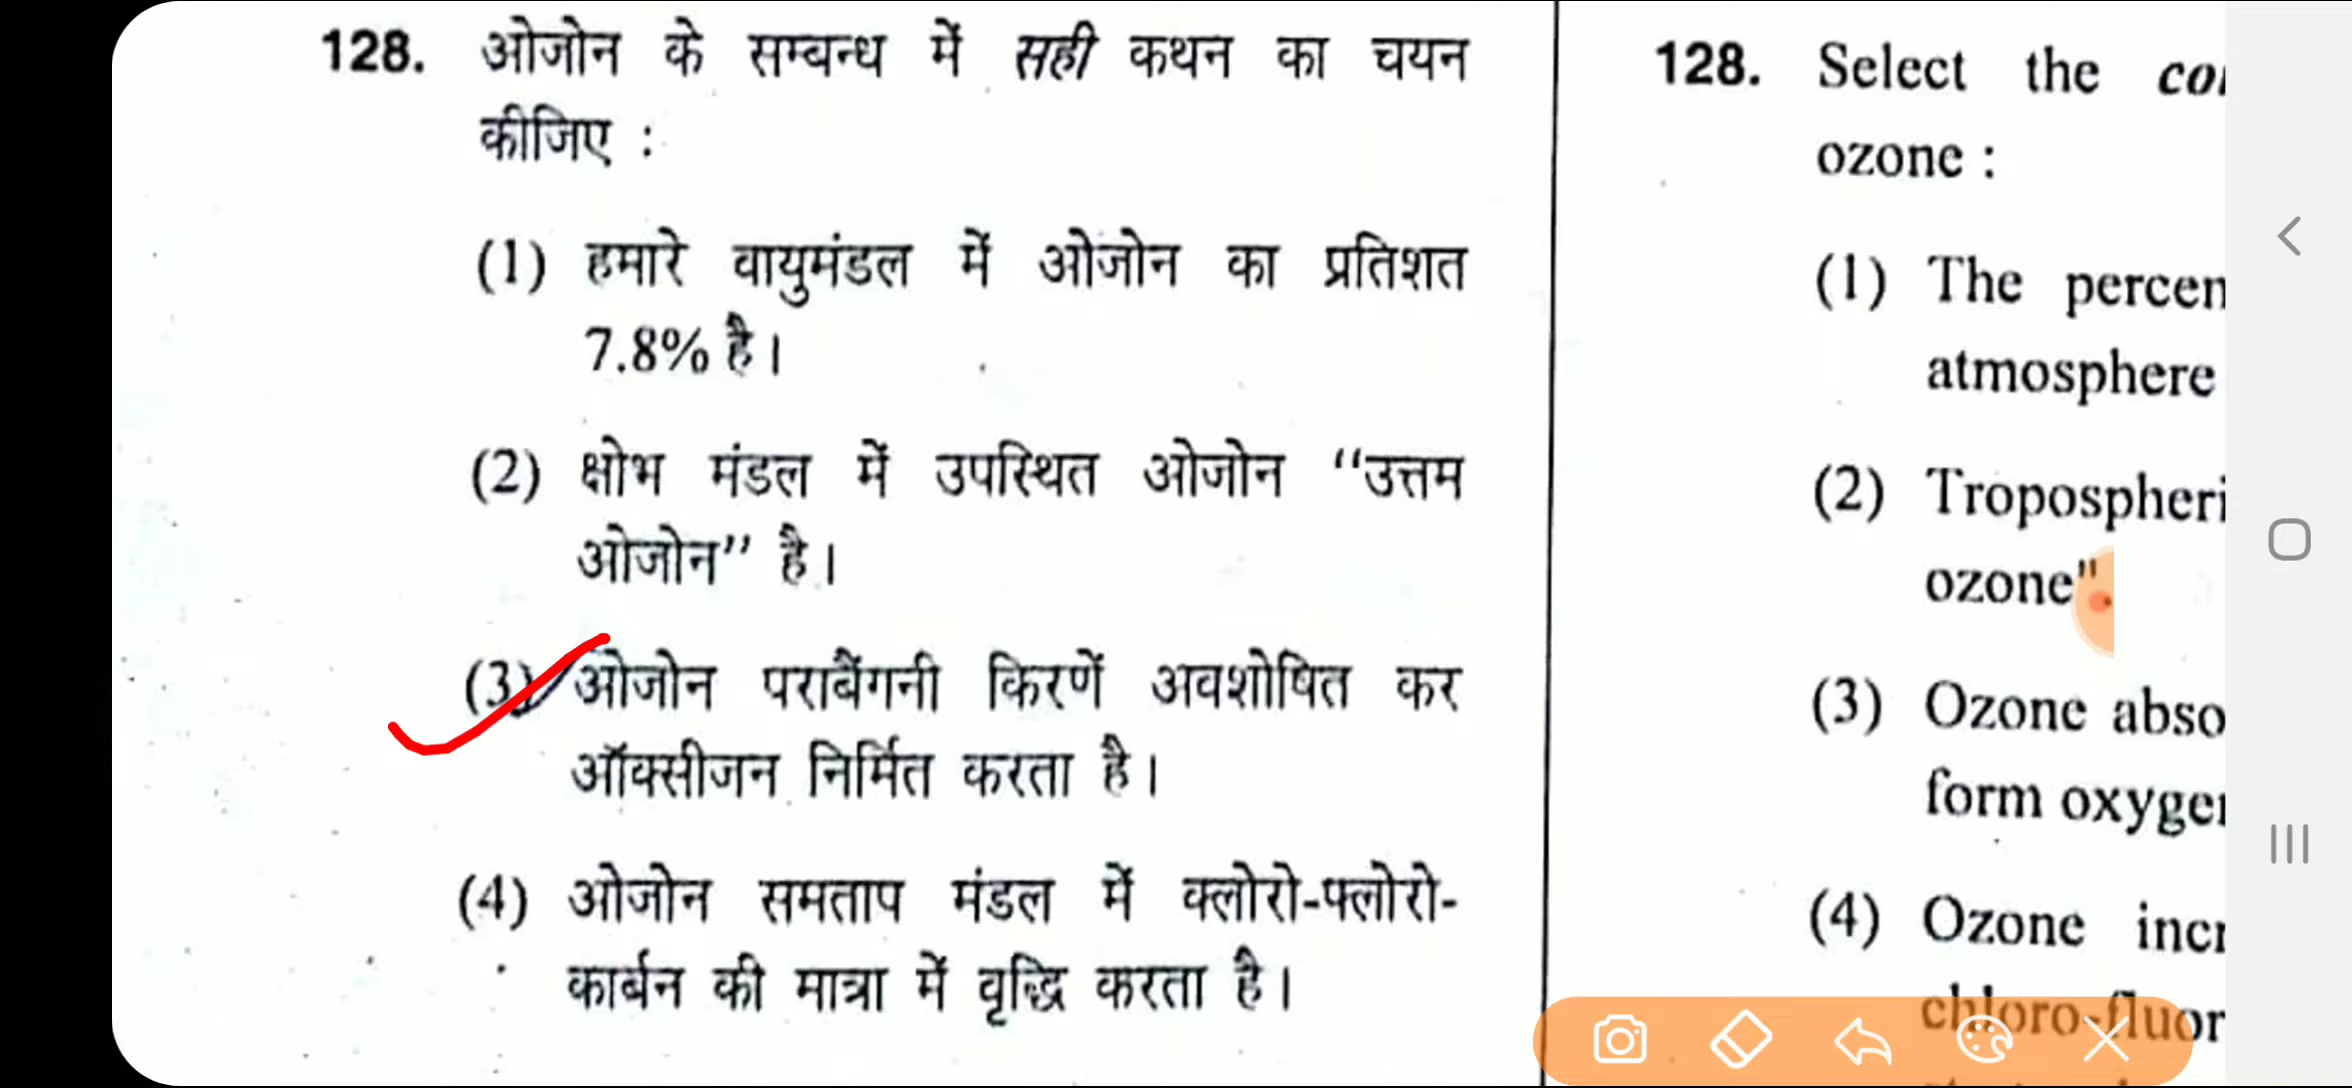 128. ओजोन के सम्बन्ध में सही कथन का चयन
कीजिए :
(1) हमारे वायुमंडल में ओजोन का प्रतिशत
7.8% है।
(2) क्षोभ मंडल में उपस्थित ओजोन “उत्तम
ओजोन” है।
(3) ओजोन पराबैंगनी किरणें अवशोषित कर
ऑक्सीजन निर्मित करता है।
(4) ओजोन समताप मंडल में क्लोरो-फ्लोरो-
कार्बन की मात्रा में वृद्धि करता है।
128. Select the
ozone :
(1) The percen
atmosphere
(2) Tropospheri
ozone"
(3) Ozone abso
form oxyge
(4) Ozone inc
chloro-fluor